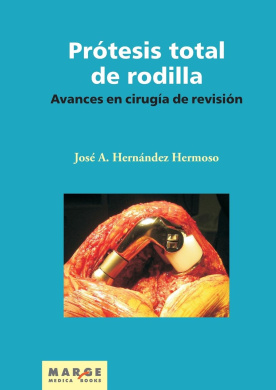 Prótesis total
de rodilla
Avances en cirugía de revisión
José A. Hernández Hermoso
MARGE
MEDICA BOOKS